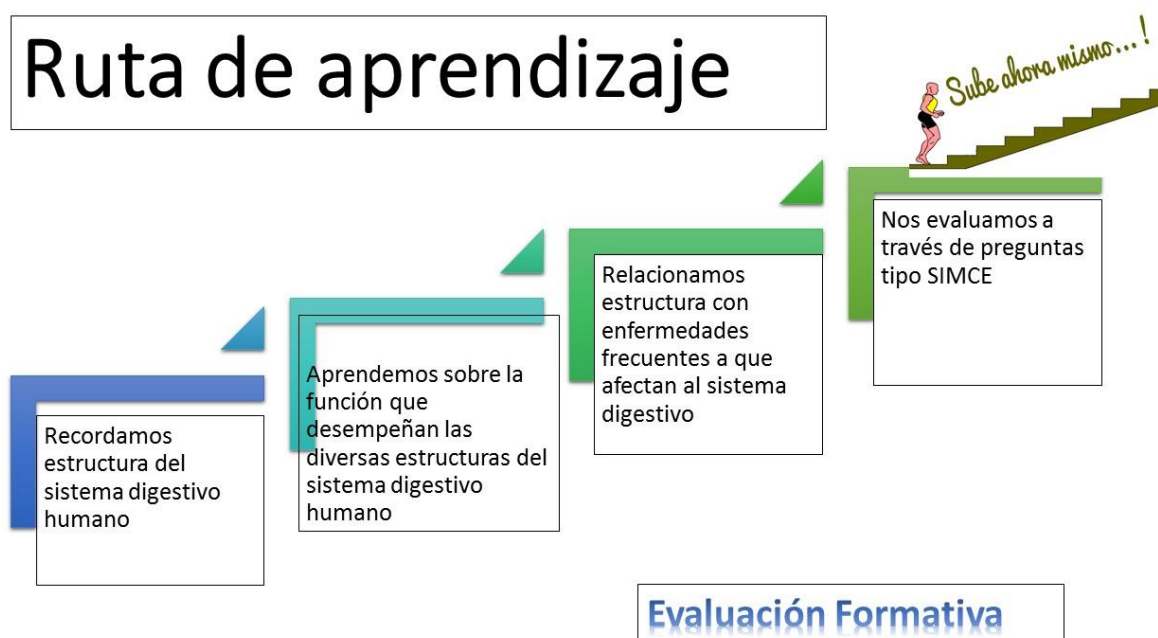 Ruta de aprendizaje
Sube ahora mismo...!
Recordamos
estructura del
sistema digestivo
humano
Aprendemos sobre la
función que
desempeñan las
diversas estructuras del
sistema digestivo
humano
Relacionamos
estructura con
enfermedades
frecuentes a que
afectan al sistema
digestivo
Nos evaluamos a
través de preguntas
tipo SIMCE
Evaluación Formativa